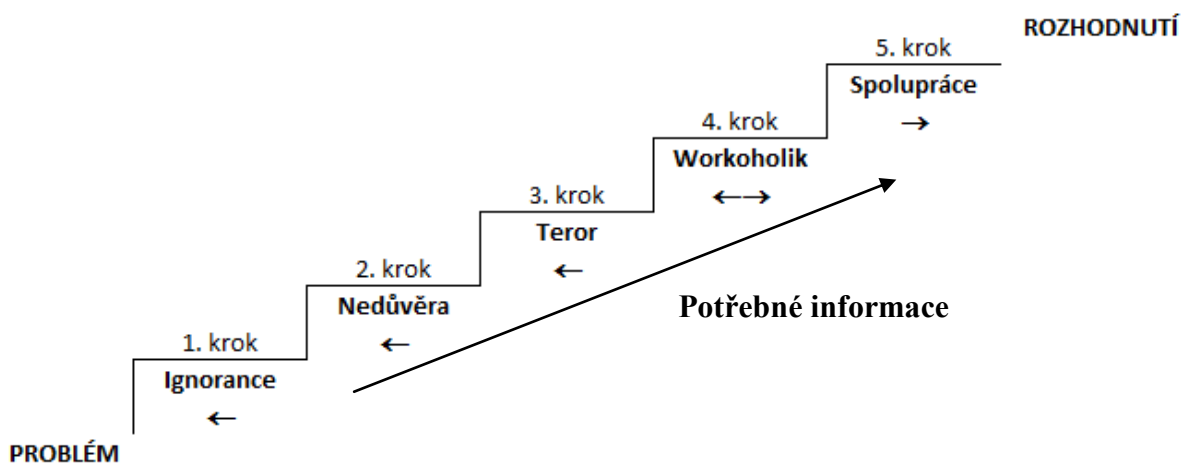 ROZHODNUTÍ
5. krok
Spolupráce
→
4. krok
Workoholik
←→
3. krok
Teror
←
2. krok
Nedůvěra
←
Potřebné informace
1. krok
Ignorance
←
PROBLÉM